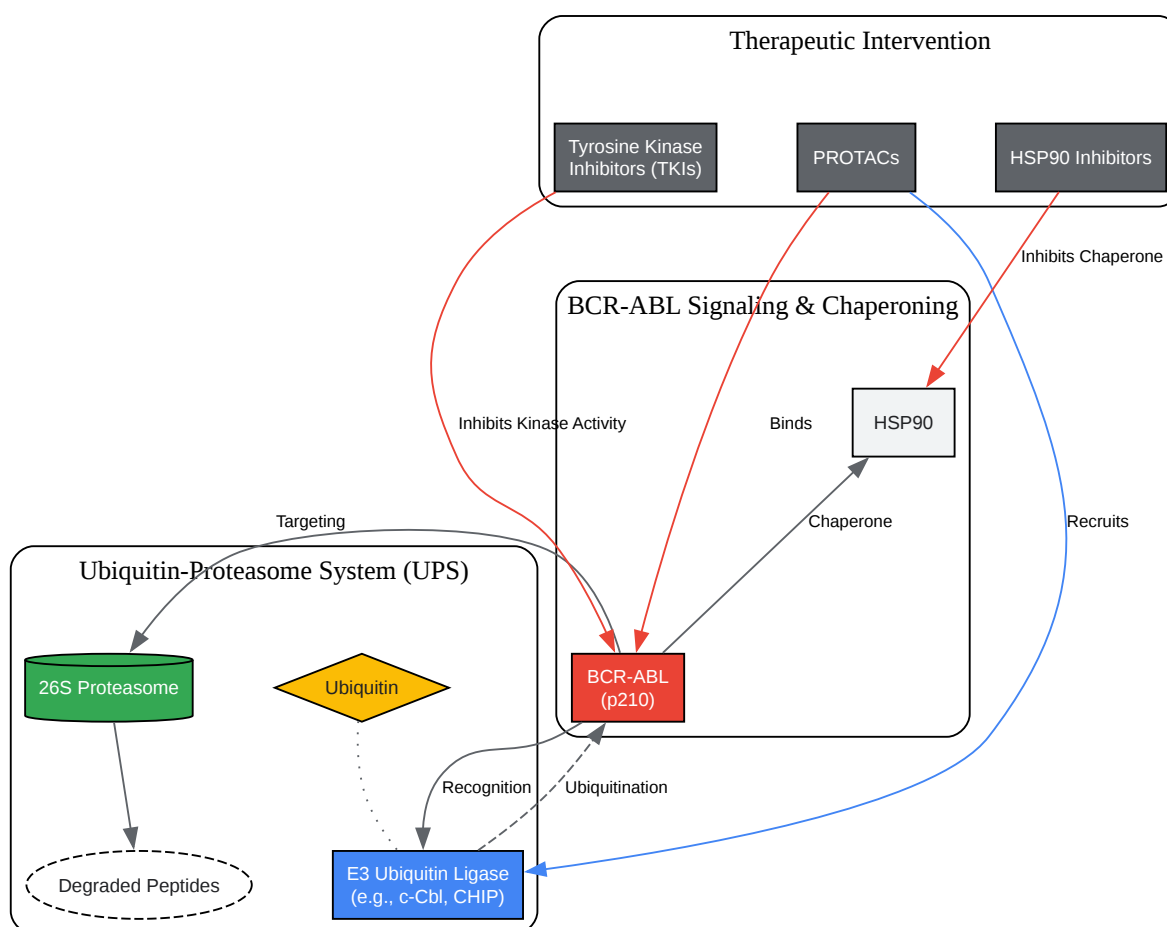 Therapeutic Intervention
Tyrosine Kinase
Inhibitors (TKIs)
PROTACs
HSP90 Inhibitors
Inhibits Chaperone
BCR-ABL Signaling & Chaperoning
Inhibits Kinase Activity
Binds
HSP90
Targeting
Chaperone
Recruits
Ubiquitin-Proteasome System (UPS)
26S Proteasome
Ubiquitin
BCR-ABL
(p210)
Recognition
Ubiquitination
Degraded Peptides
E3 Ubiquitin Ligase
(e.g., c-Cbl, CHIP)